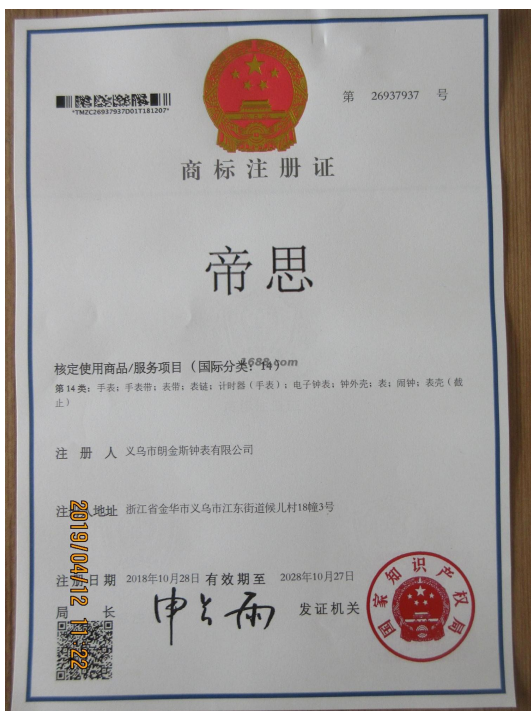 第 26937937 号
*TMZC26937937D01T181207*
商标注册证
帝思
核定使用商品/服务项目（国际分类：14）
1688.com
第14类：手表；手表带；表带；表链；计时器（手表）；电子钟表；钟外壳；表；闹钟；表壳（截
止）
注 册 人 义乌市明金斯钟表有限公司
注册人地址 浙江省金华市义乌市江东街道候儿村18幢3号
注册日期 2018年10月28日 有效期至 2028年10月27日
局 长 发证机关
国家知识产权局
2019/04/12 11:22